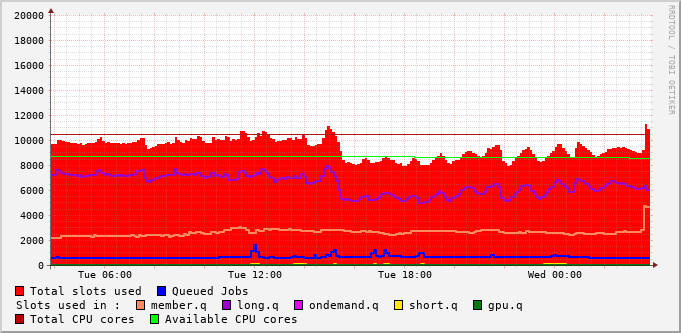 20000
18000
16000
14000
12000
10000
8000
6000
4000
2000
0
Tue 06:00 Tue 12:00 Tue 18:00 Wed 00:00
Total slots used Queued Jobs
Slots used in : member.q long.q ondemand.q short.q gpu.q
Total CPU cores Available CPU cores
RRDTOOL / TOBI OETIKER